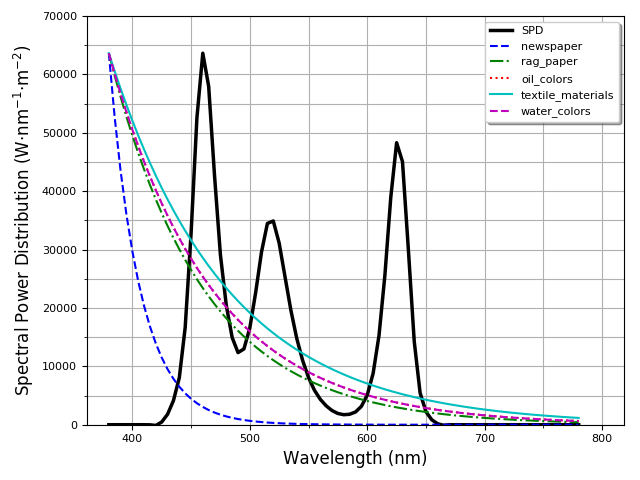 70000
60000
50000
40000
30000
20000
10000
0
Spectral Power Distribution (W·nm⁻¹·m⁻²)
SPD
newspaper
rag_paper
oil_colors
textile_materials
water_colors
400 500 600 700 800
Wavelength (nm)